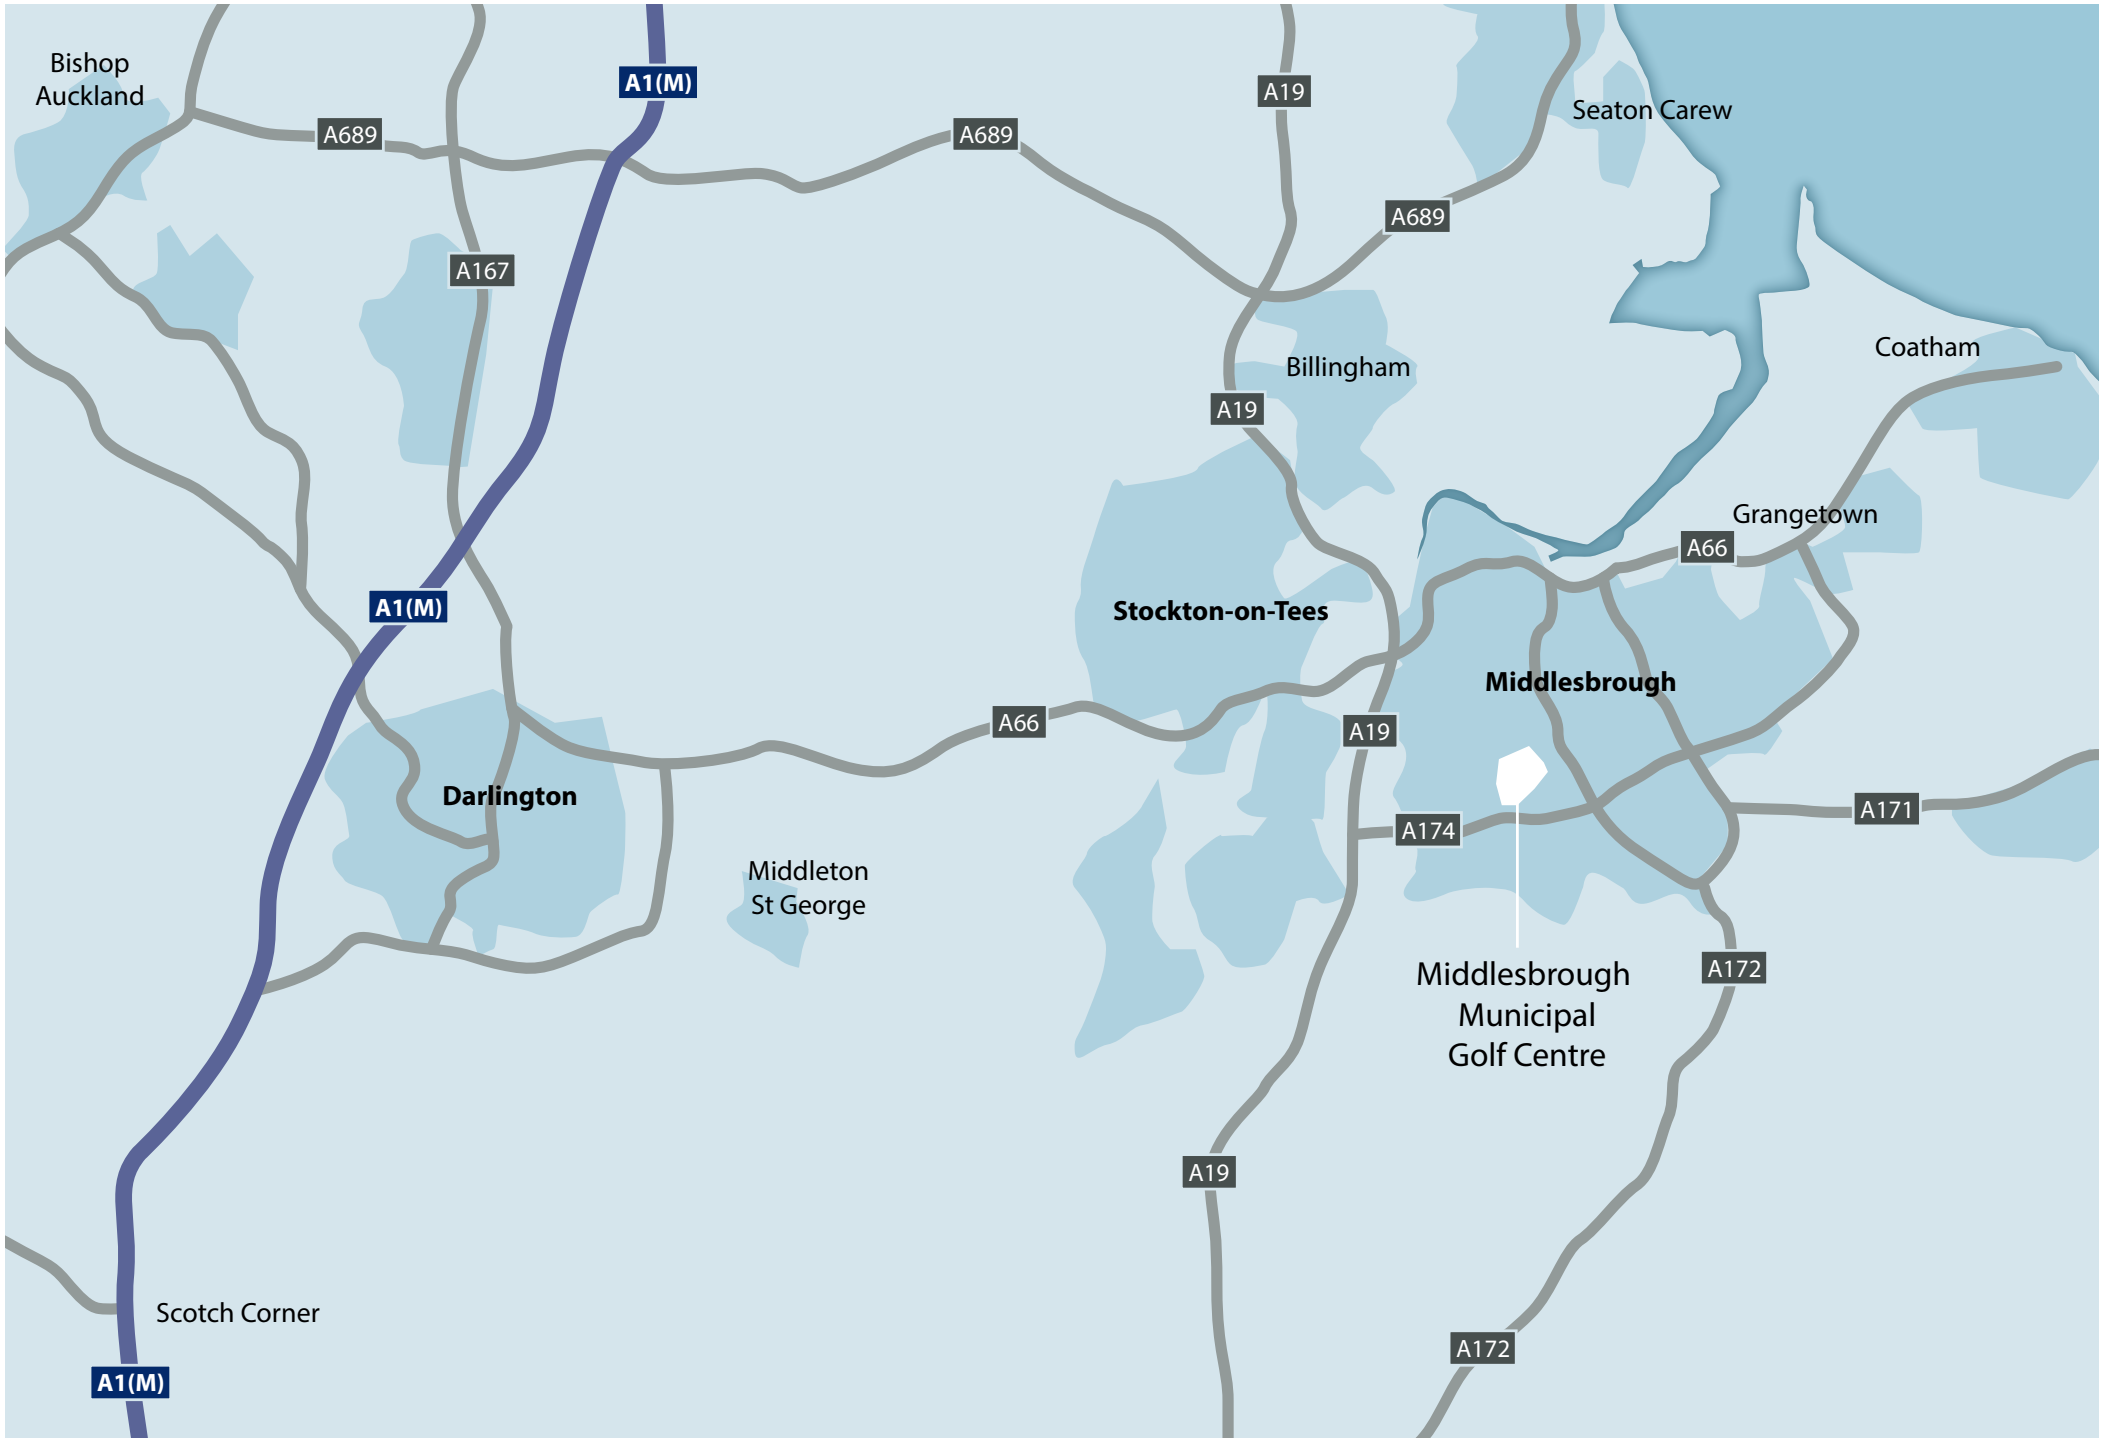 Bishop
Auckland
A1(M)
A19
Seaton Carew
A689
A689
A689
A167
Coatham
Billingham
A19
Grangetown
A66
A1(M)
Stockton-on-Tees
Middlesbrough
A66
A19
Darlington
A171
A174
Middleton
St George
A172
Middlesbrough
Municipal
Golf Centre
A19
Scotch Corner
A172
A1(M)